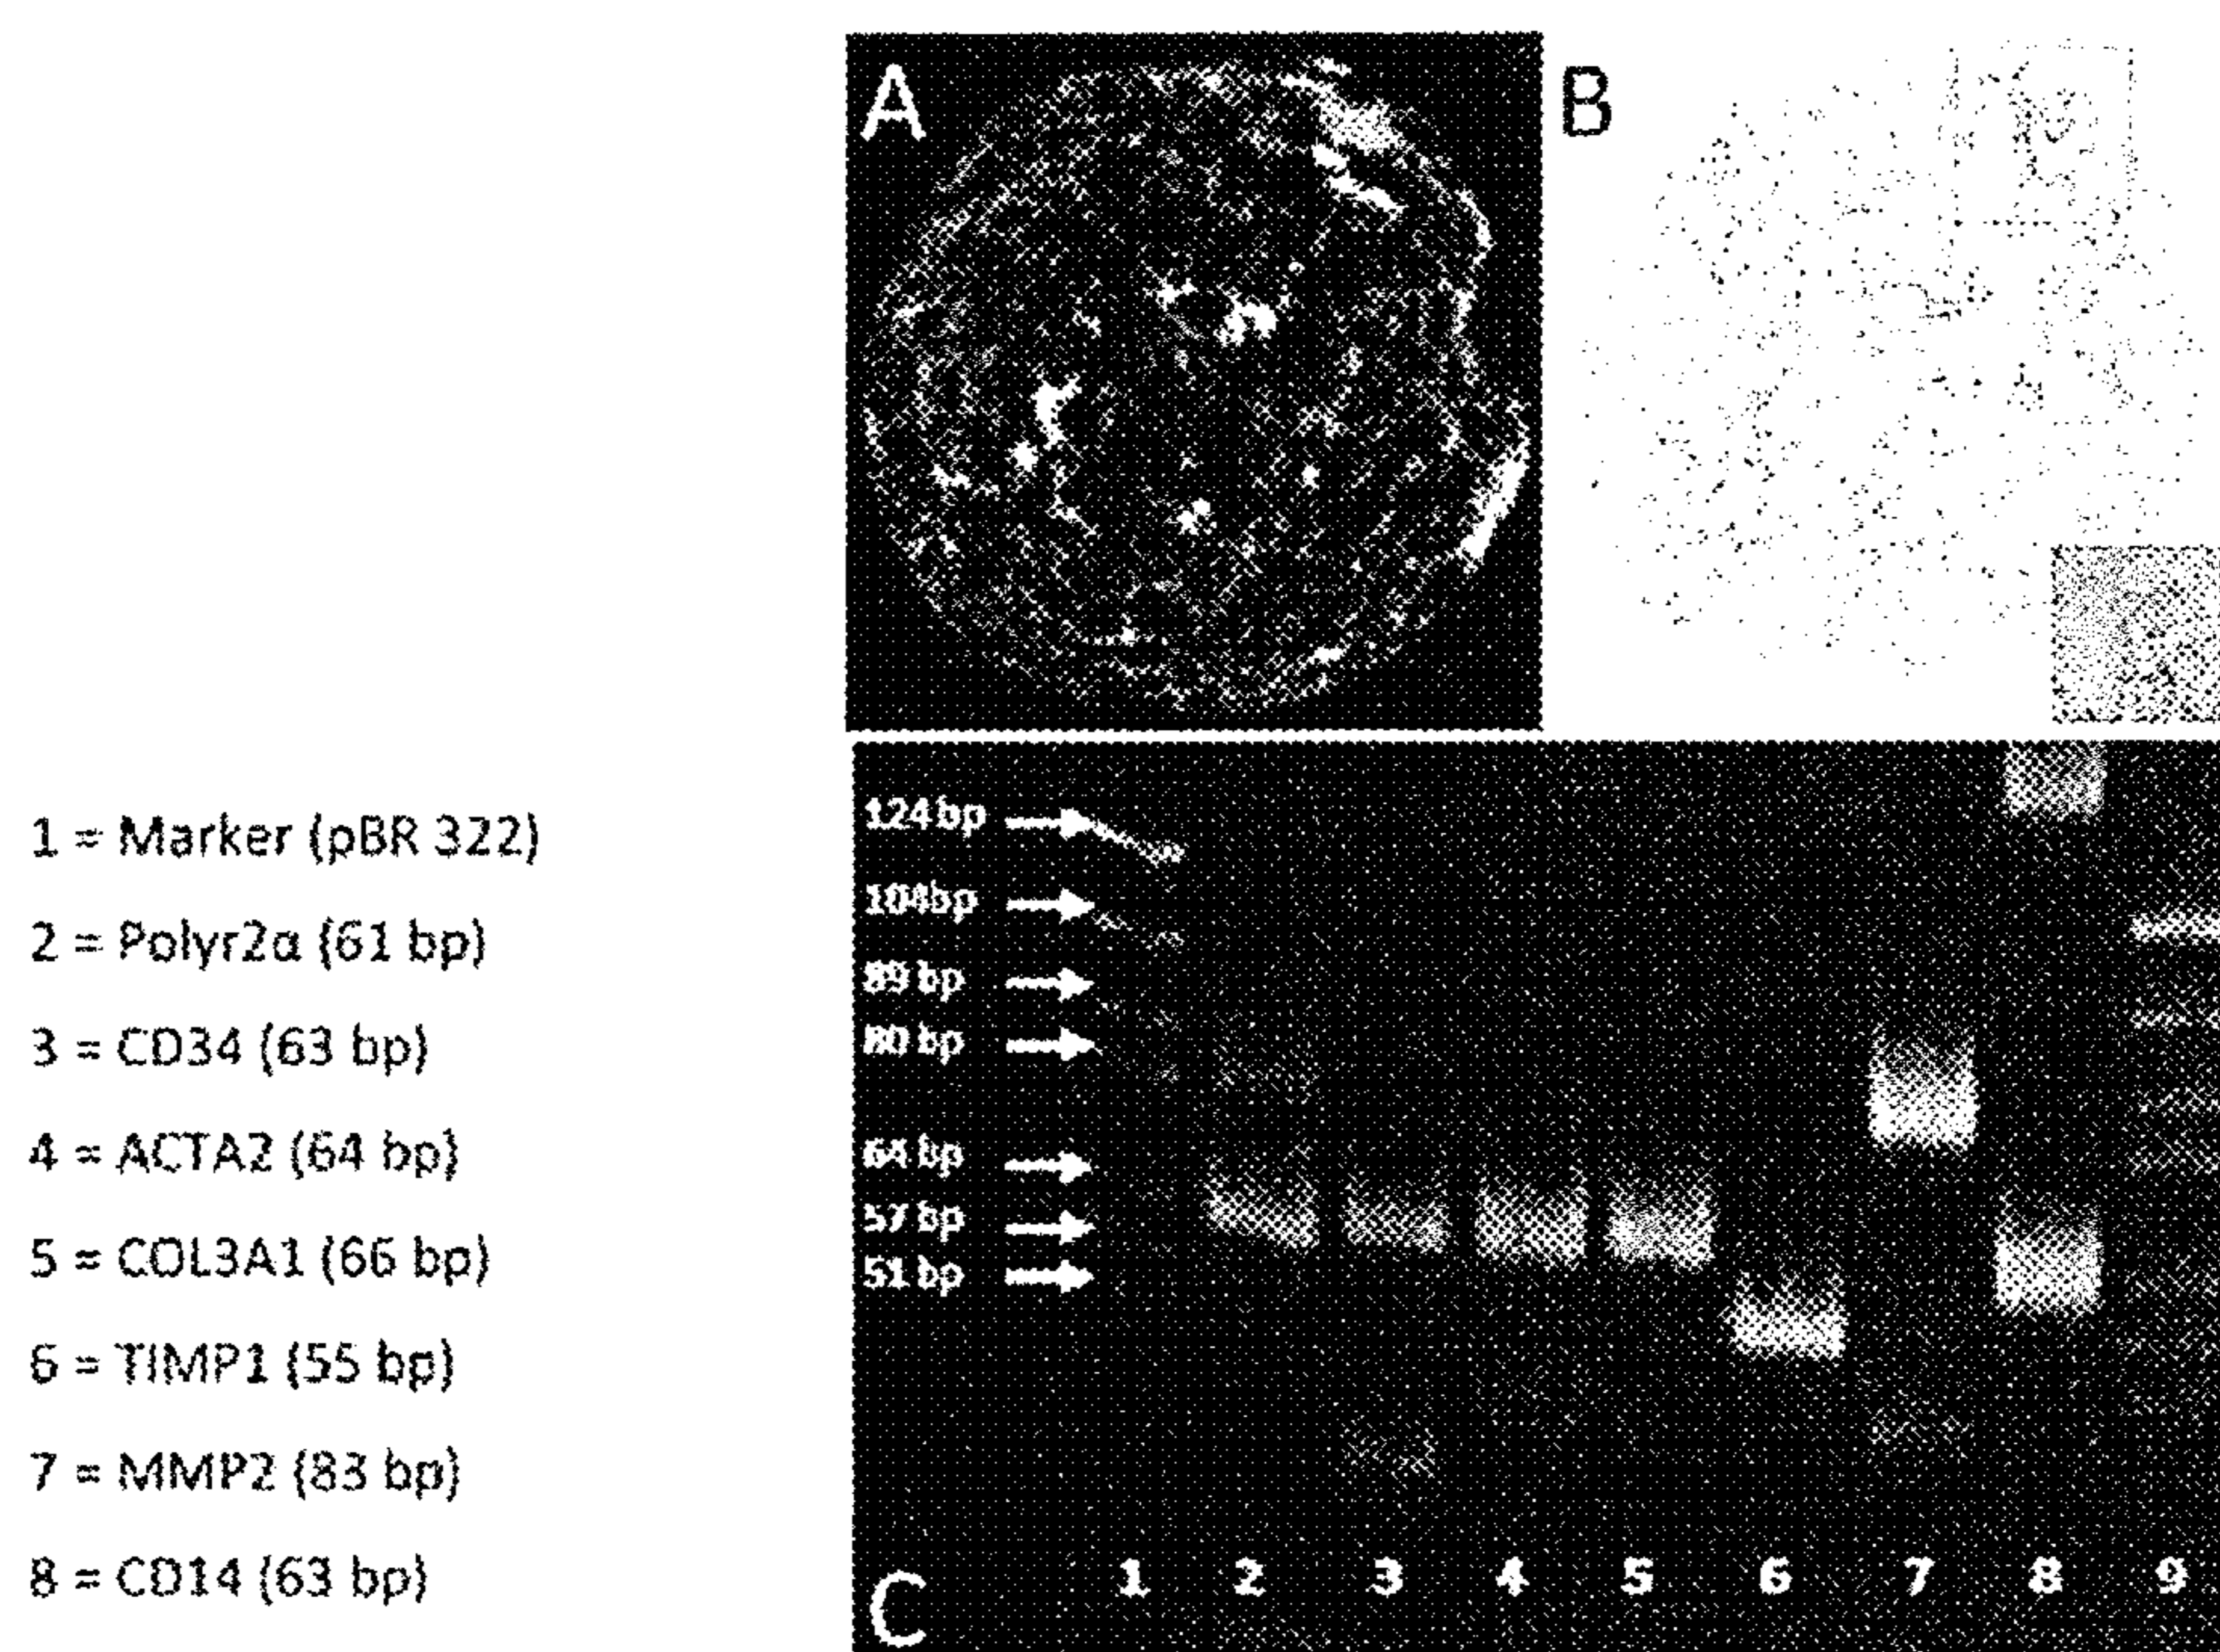 A
B
1 = Marker (pBR 322)
2 = Polyr2α (61 bp)
3 = CD34 (63 bp)
4 = ACTA2 (64 bp)
5 = COL3A1 (66 bp)
6 = TIMP1 (55 bp)
7 = MMP2 (83 bp)
8 = CD14 (63 bp)
124 bp
104bp
89 bp
80 bp
64 bp
57 bp
51 bp
1 2 3 4 5 6 7 8 9
C